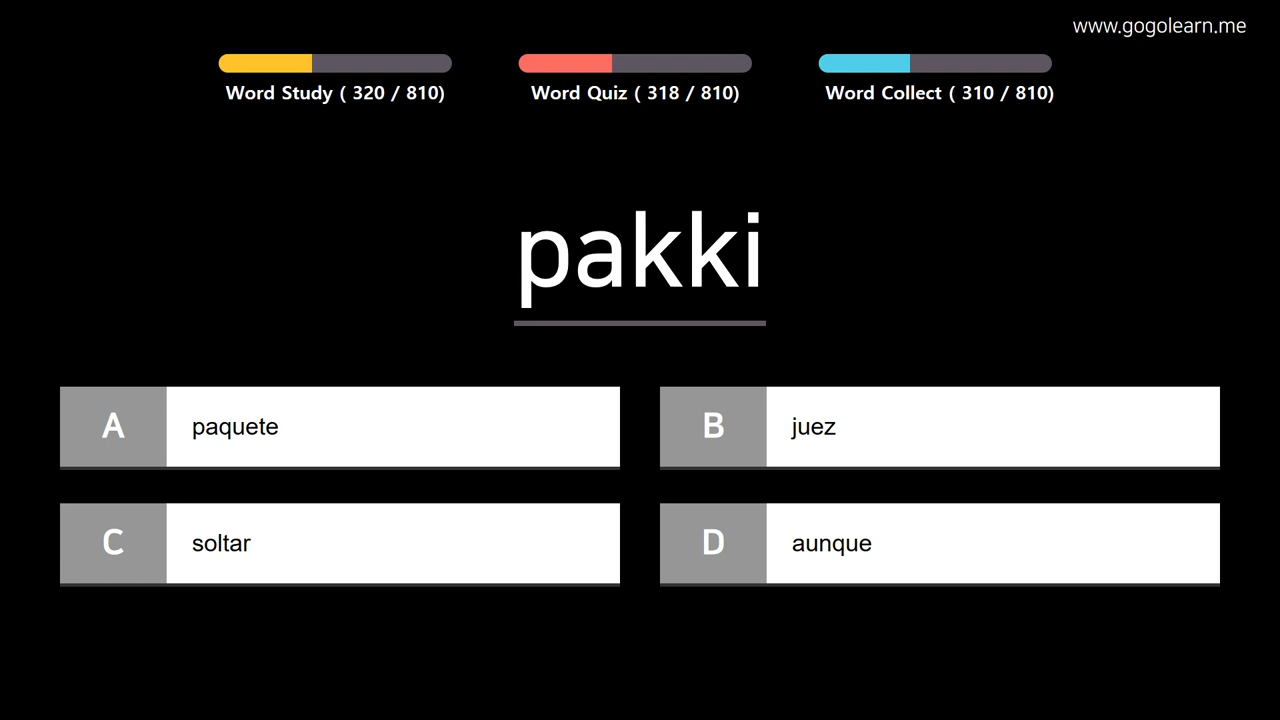 www.gogolearn.me
Word Study ( 320 / 810)
Word Quiz ( 318 / 810)
Word Collect ( 310 / 810)
pakki
A paquete
B juez
C soltar
D aunque